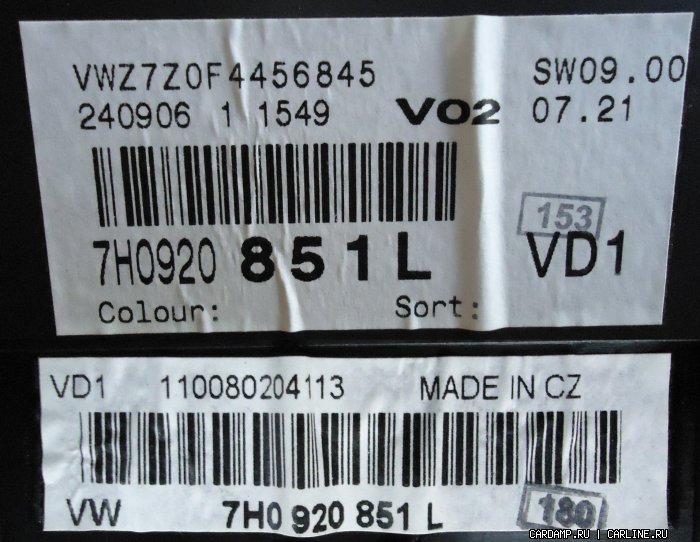 VWZ7Z0F4456845 SW09.00
240906 1 1549 V02 07.21
153
7H0920 851L VD1
Colour: Sort:
VD1 110080204113 MADE IN CZ
VW 7H0 920 851 L 180
CARDAMP.RU | CARLINE.RU